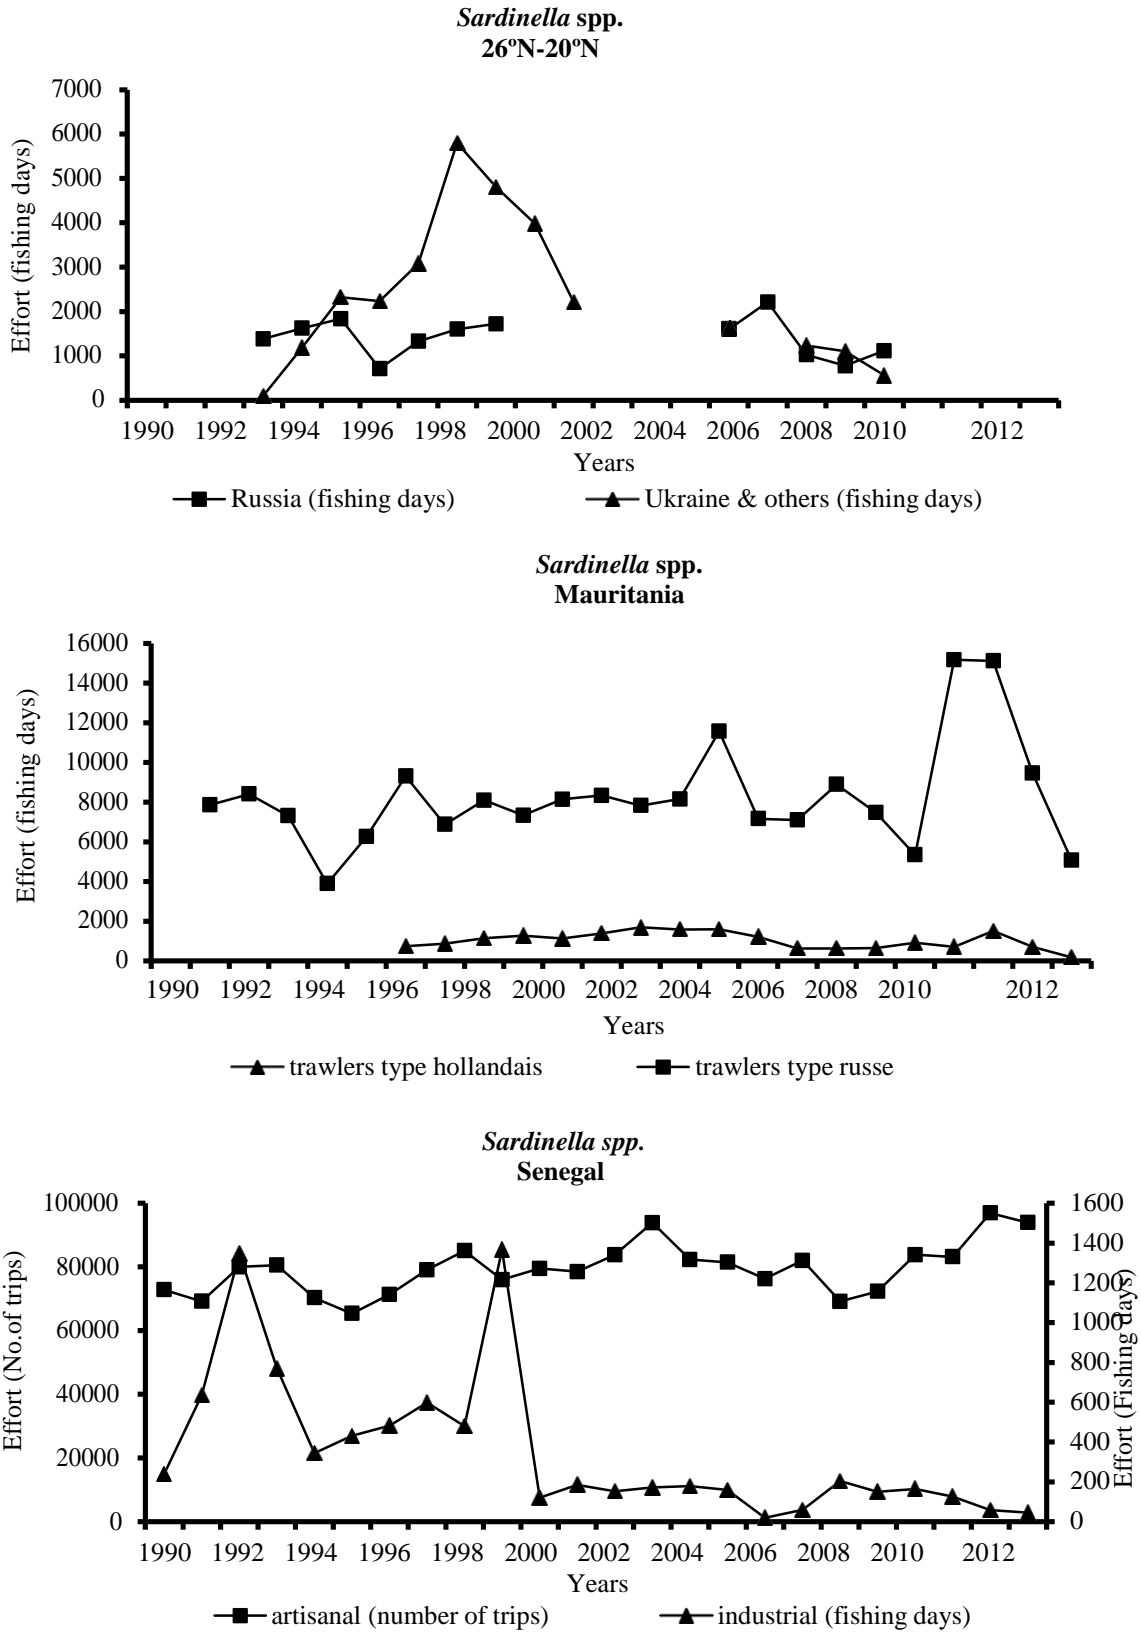 Sardinella spp.
26ºN-20ºN
7000
6000
5000
4000
3000
2000
1000
0
Effort (fishing days)
1990 1992 1994 1996 1998 2000 2002 2004 2006 2008 2010 2012
Years
Russia (fishing days) Ukraine & others (fishing days)
Sardinella spp.
Mauritania
16000
14000
12000
10000
8000
6000
4000
2000
0
Effort (fishing days)
1990 1992 1994 1996 1998 2000 2002 2004 2006 2008 2010 2012
Years
trawlers type hollandais trawlers type russe
Sardinella spp.
Senegal
100000
80000
60000
40000
20000
0
Effort (No.of trips)
1600
1400
1200
1000
800
600
400
200
0
Effort (Fishing days)
1990 1992 1994 1996 1998 2000 2002 2004 2006 2008 2010 2012
Years
artisanal (number of trips) industrial (fishing days)